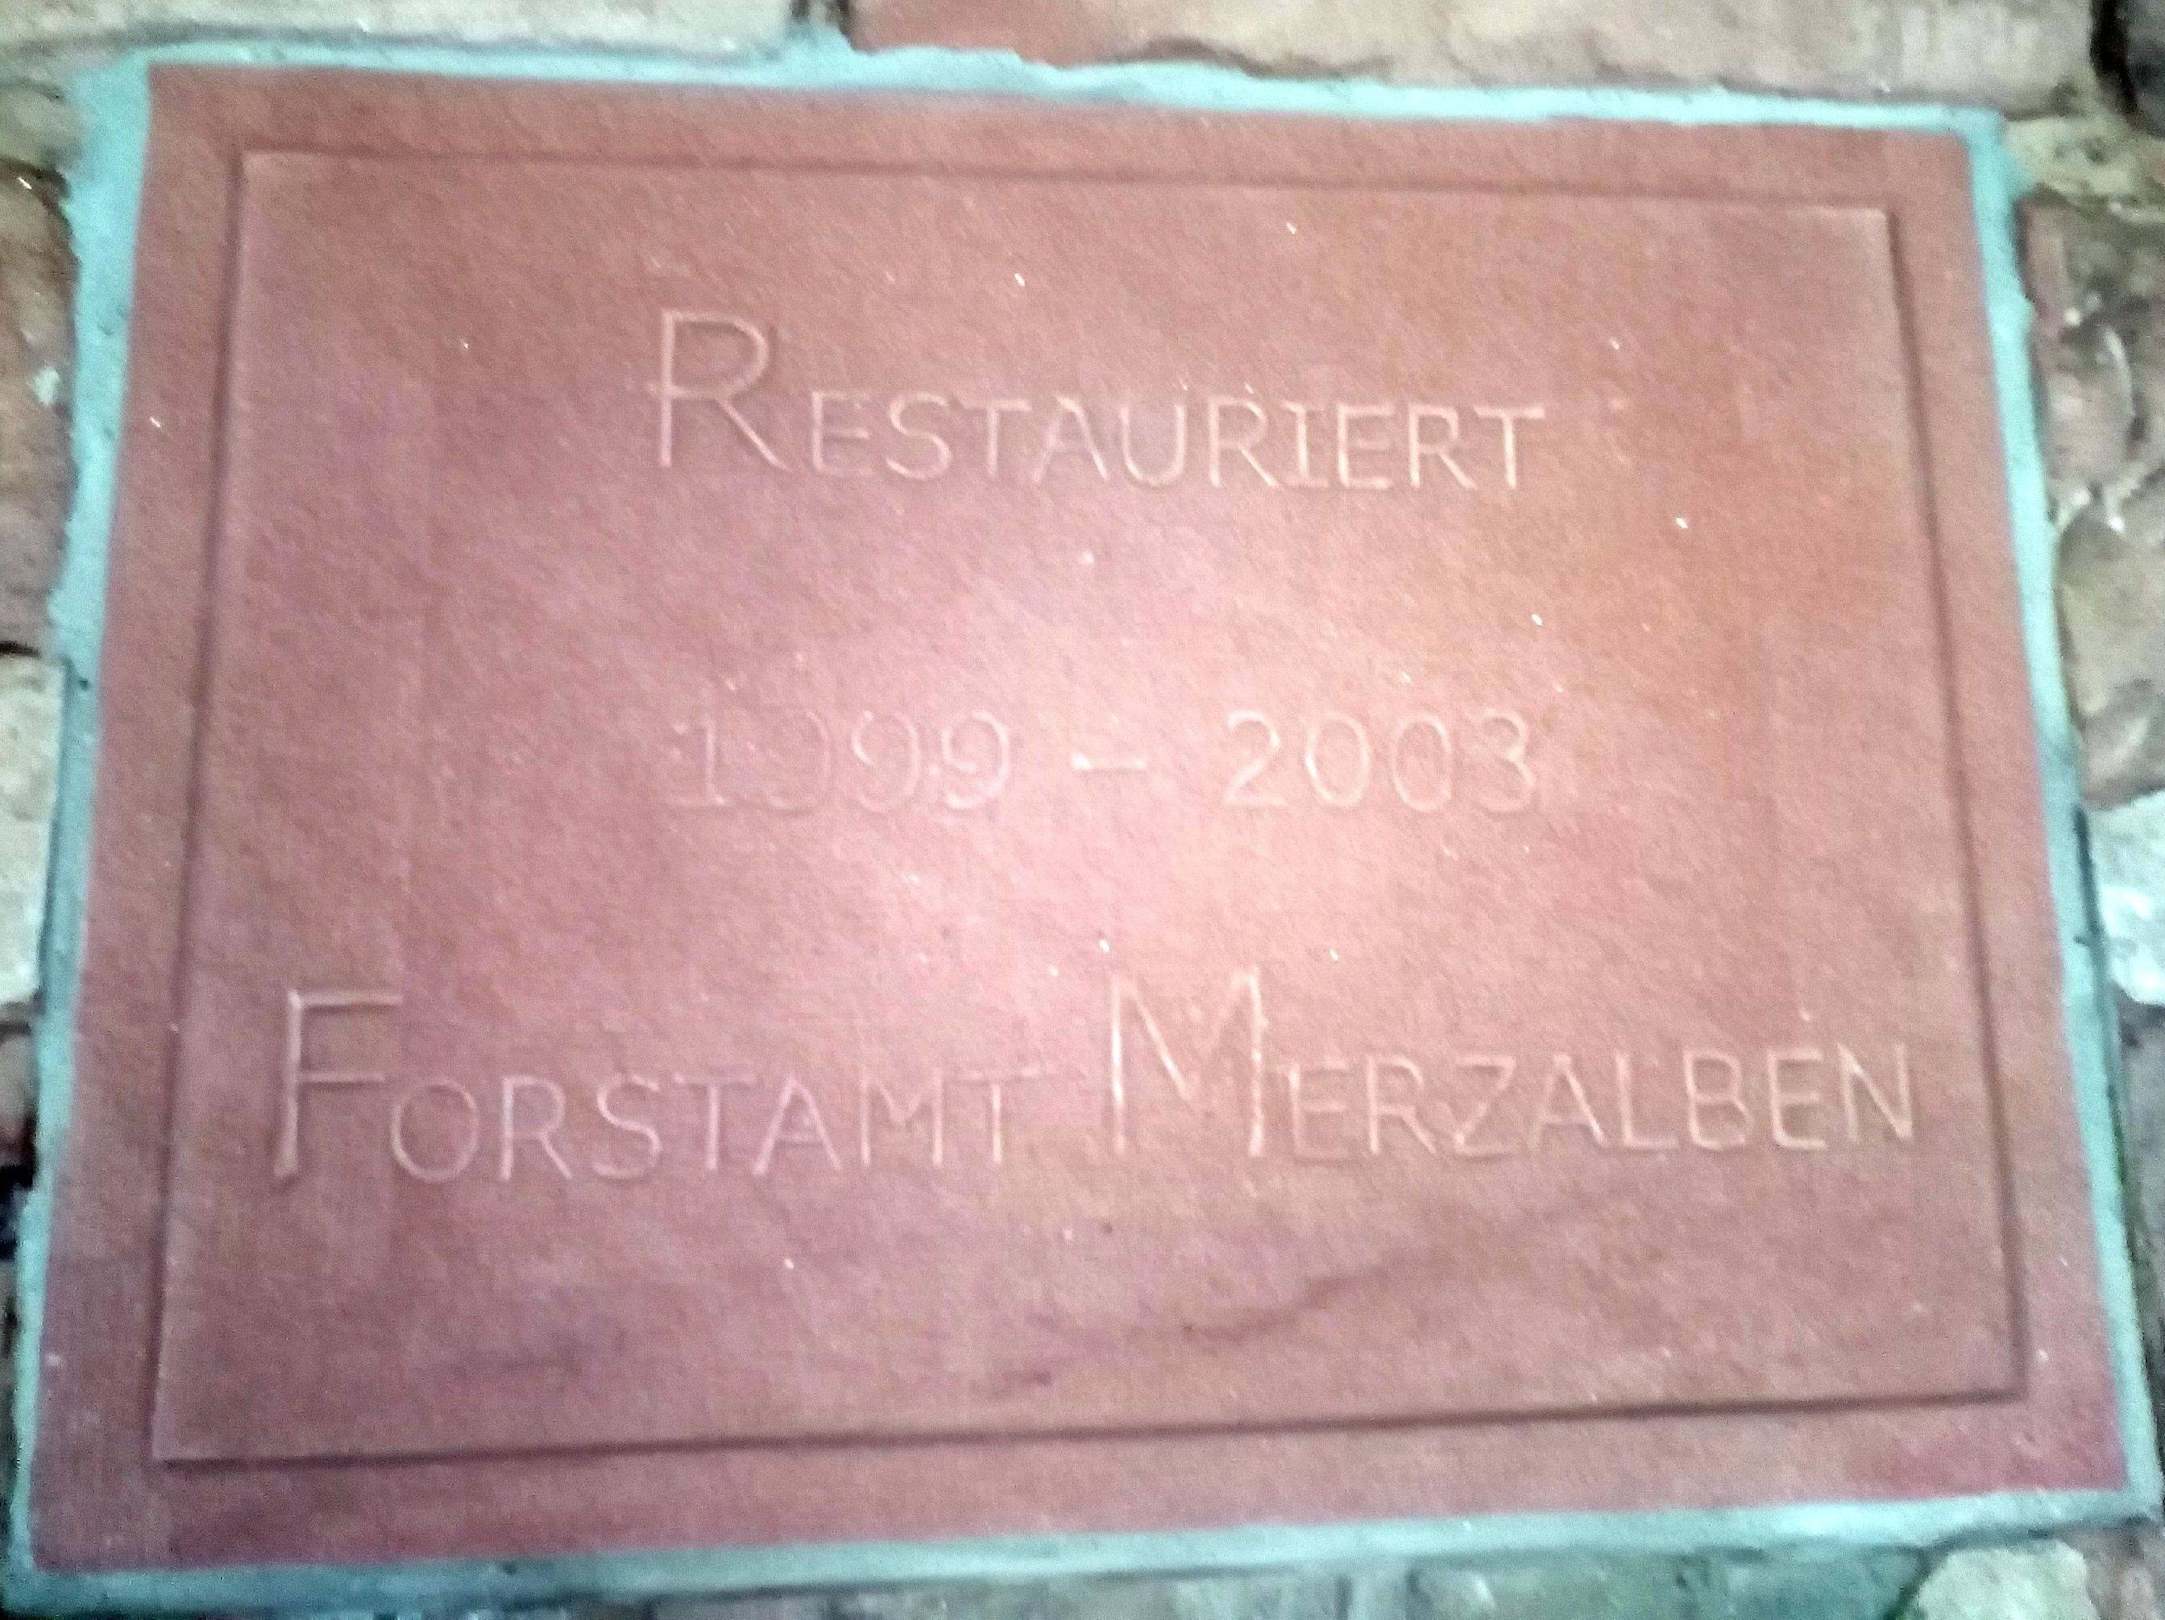 RESTAURIERT
1999 - 2003
FORSTAMT MERZALBEN